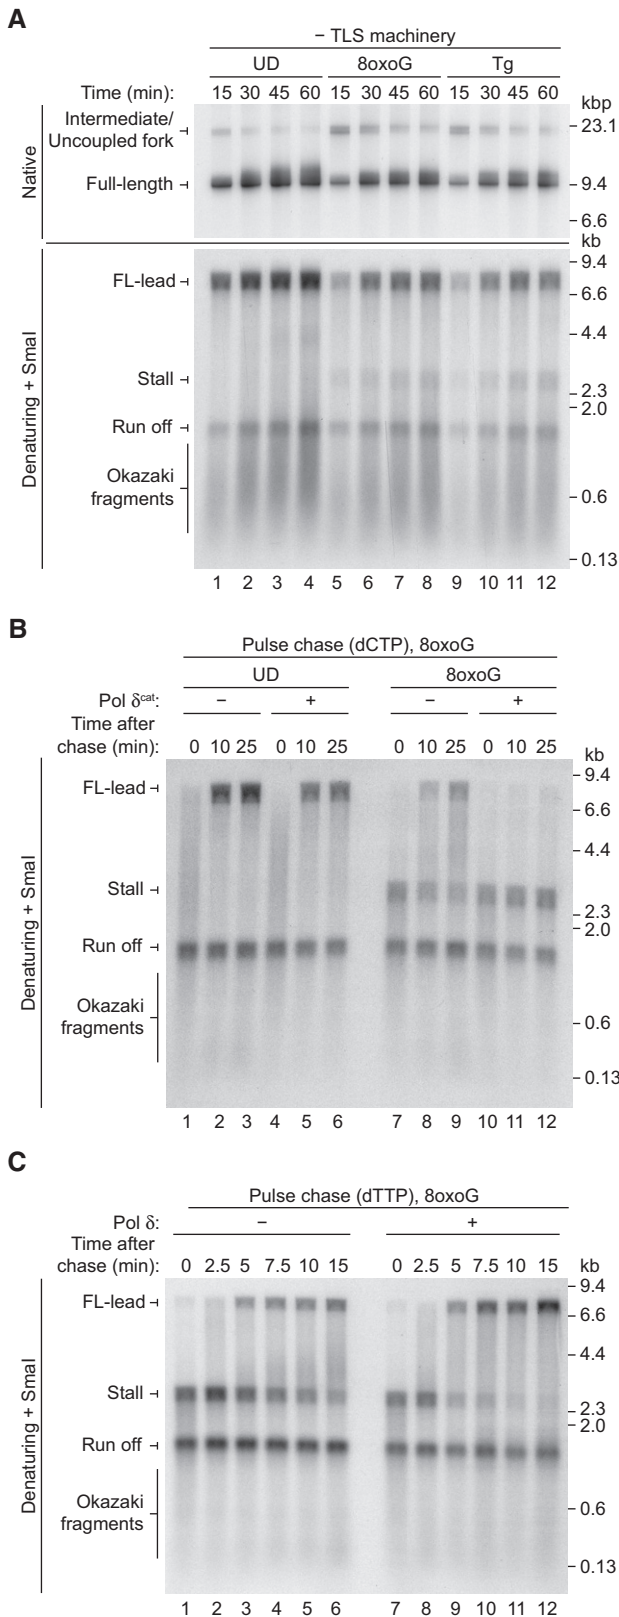 A
− TLS machinery
UD 8oxoG Tg
Time (min): 15 30 45 60 15 30 45 60 15 30 45 60
kbp
Intermediate/
Uncoupled fork
23.1
Native
Full-length
9.4
6.6
kb
9.4
FL-lead
6.6
4.4
Denaturing + SmaI
Stall
2.3
2.0
Run off
Okazaki
fragments
0.6
0.13
1 2 3 4 5 6 7 8 9 10 11 12
B
Pulse chase (dCTP), 8oxoG
UD 8oxoG
Pol δcat: − + − +
Time after
chase (min): 0 10 25 0 10 25 0 10 25 0 10 25
kb
9.4
FL-lead
6.6
4.4
Denaturing + SmaI
Stall
2.3
2.0
Run off
Okazaki
fragments
0.6
0.13
1 2 3 4 5 6 7 8 9 10 11 12
C
Pulse chase (dTTP), 8oxoG
Pol δ: − +
Time after
chase (min): 0 2.5 5 7.5 10 15 0 2.5 5 7.5 10 15
kb
9.4
FL-lead
6.6
4.4
Denaturing + SmaI
Stall
2.3
2.0
Run off
Okazaki
fragments
0.6
0.13
1 2 3 4 5 6 7 8 9 10 11 12